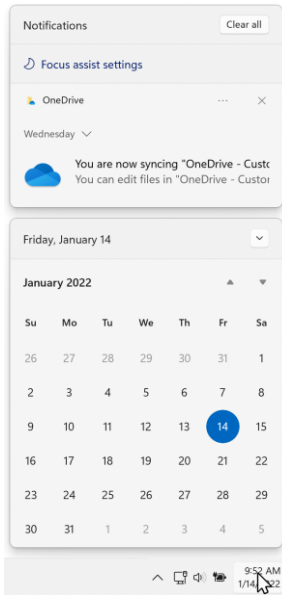 Notifications Clear all
Focus assist settings
OneDrive
Wednesday
You are now syncing "OneDrive - Custo
You can edit files in "OneDrive - Custor
Friday, January 14
January 2022
Su Mo Tu We Th Fr Sa
26 27 28 29 30 31 1
2 3 4 5 6 7 8
9 10 11 12 13 14 15
16 17 18 19 20 21 22
23 24 25 26 27 28 29
30 31 1 2 3 4 5
9:52 AM